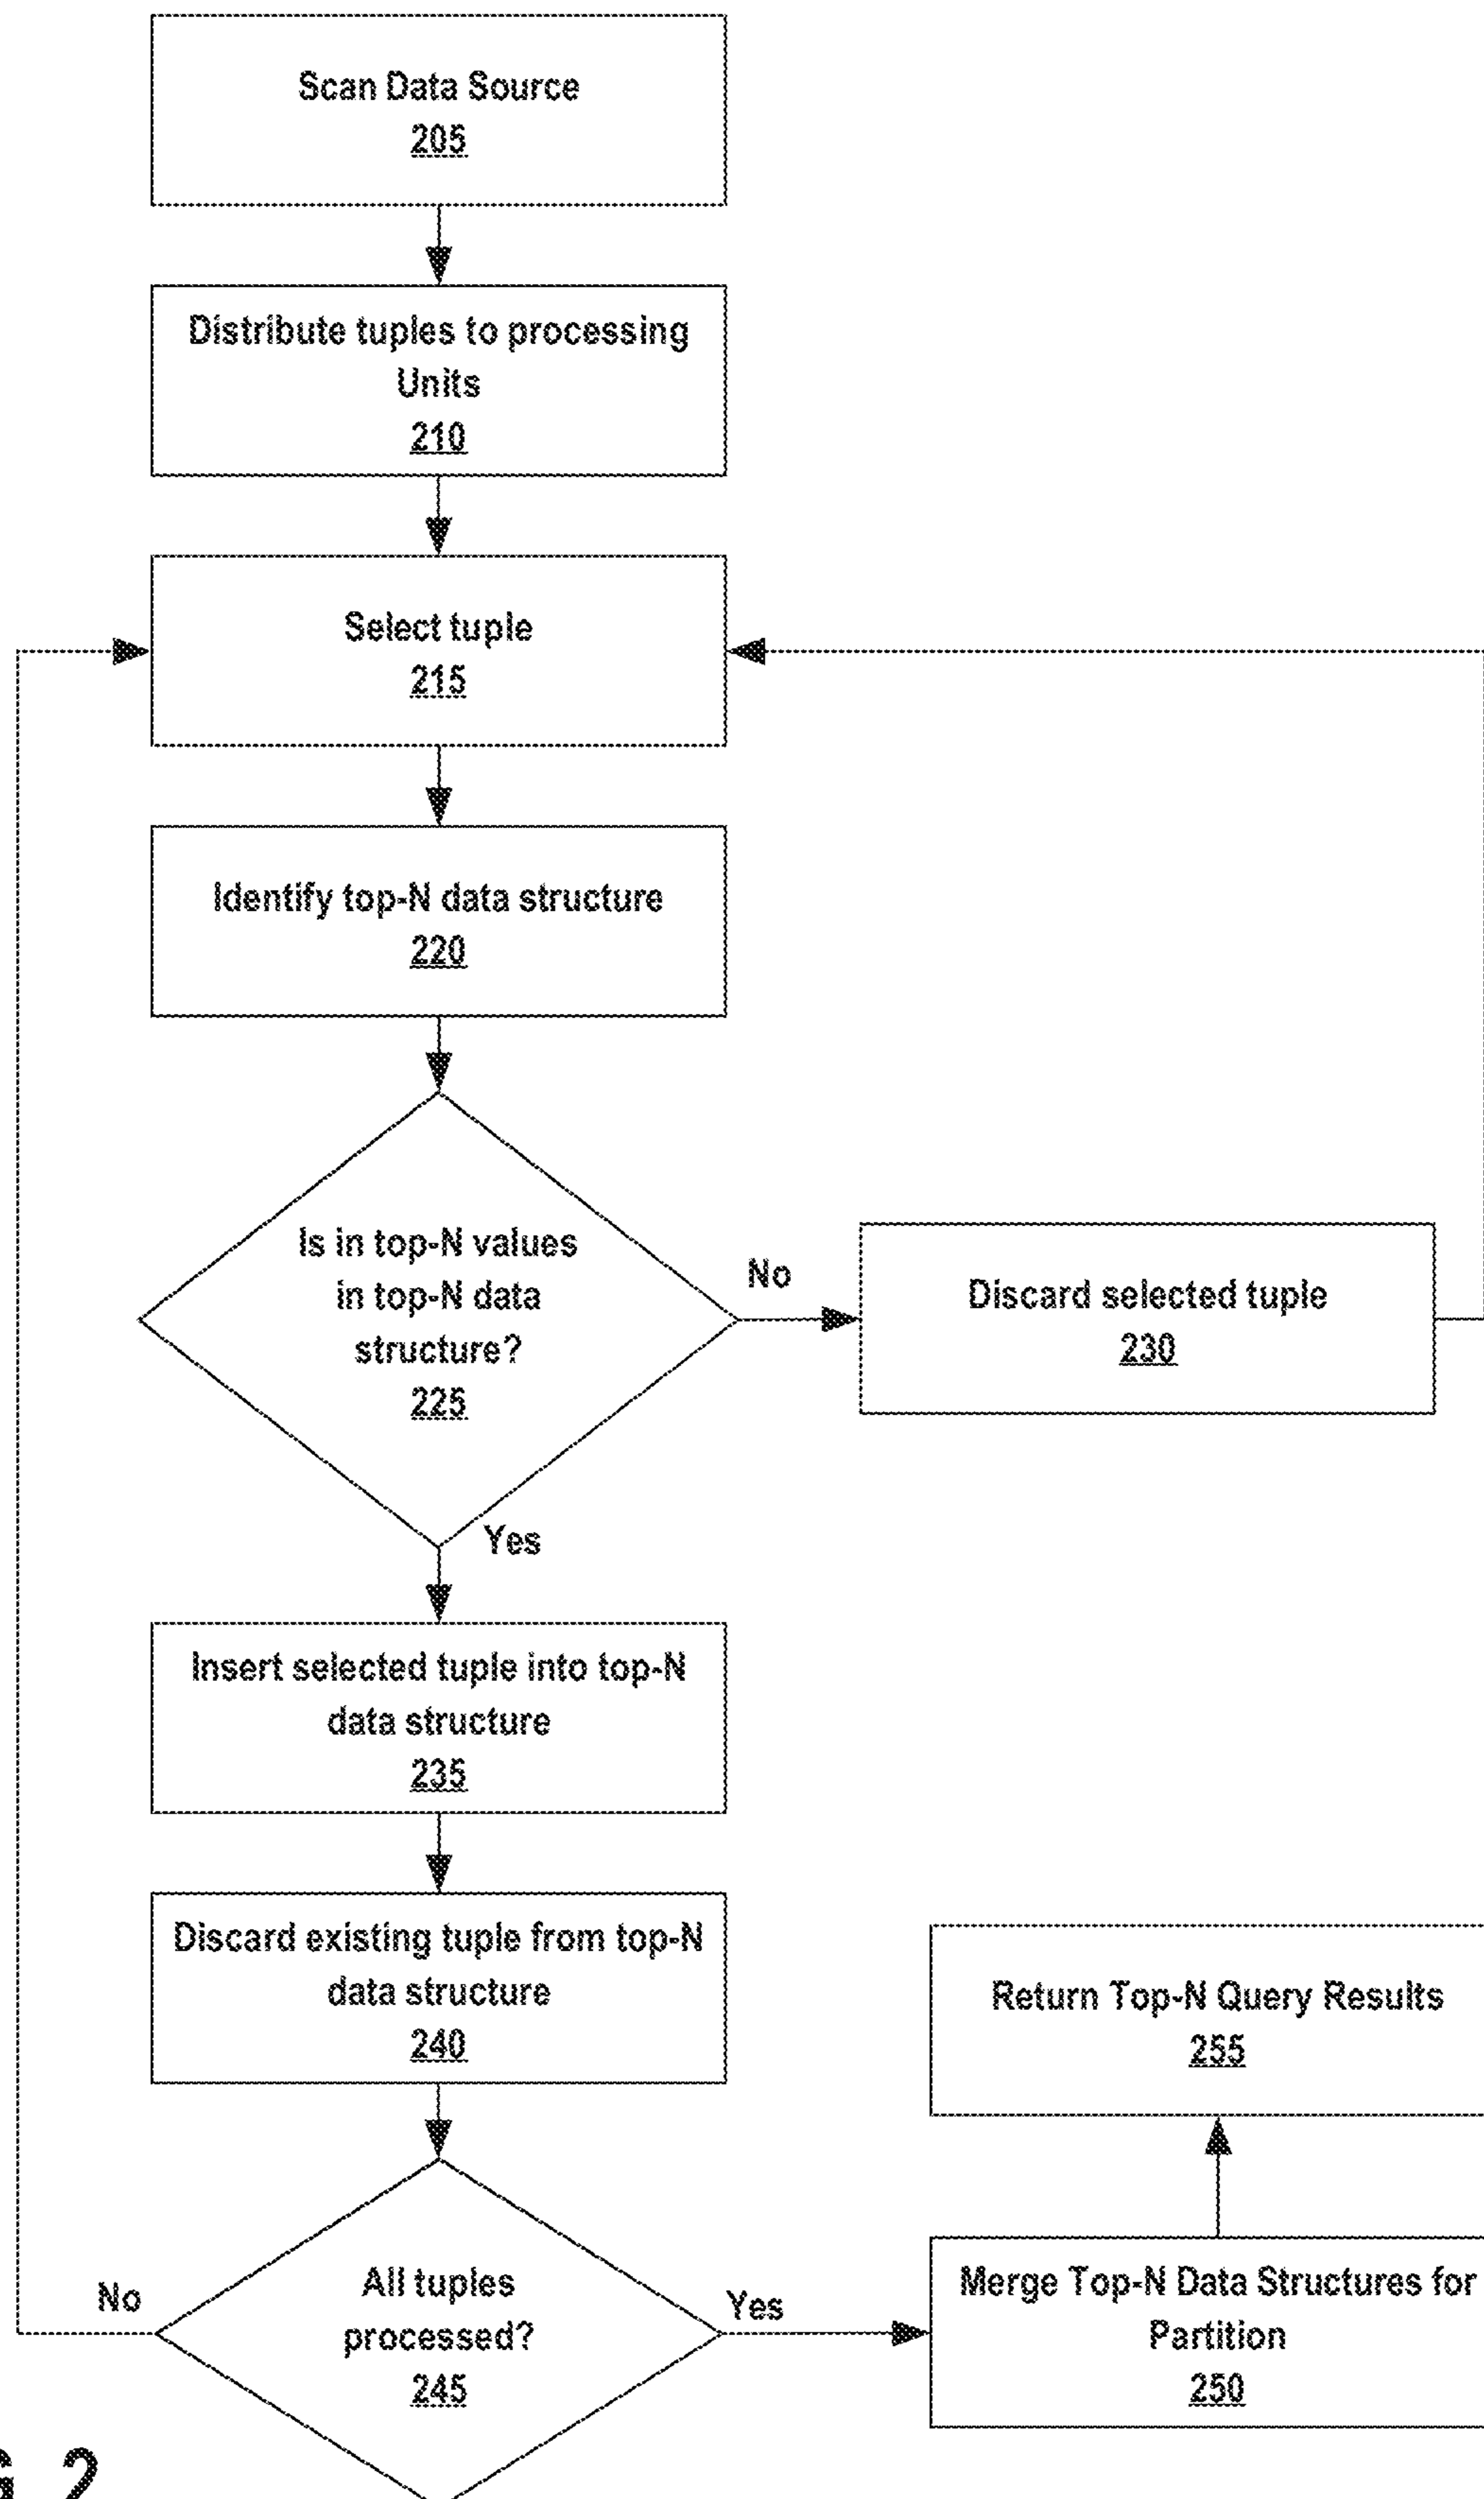 Scan Data Source
205
Distribute tuples to processing
Units
210
Select tuple
215
Identify top-N data structure
220
Is in top-N values
in top-N data
structure?
225
No
Discard selected tuple
230
Yes
Insert selected tuple into top-N
data structure
235
Discard existing tuple from top-N
data structure
240
Return Top-N Query Results
255
All tuples
processed?
245
No
Yes
Merge Top-N Data Structures for
Partition
250
2